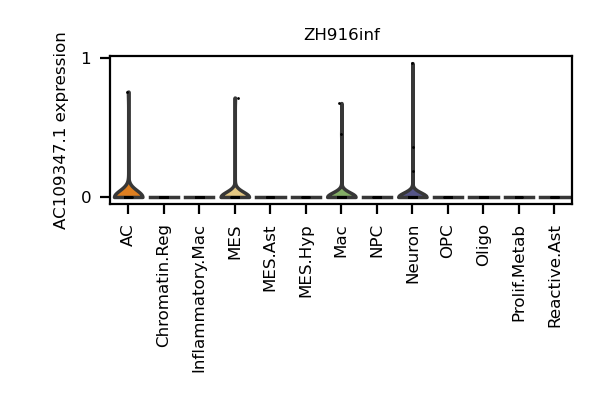 ZH916inf
AC109347.1 expression
1
0
AC
Chromatin.Reg
Inflammatory.Mac
MES
MES.Ast
MES.Hyp
Mac
NPC
Neuron
OPC
Oligo
Prolif.Metab
Reactive.Ast